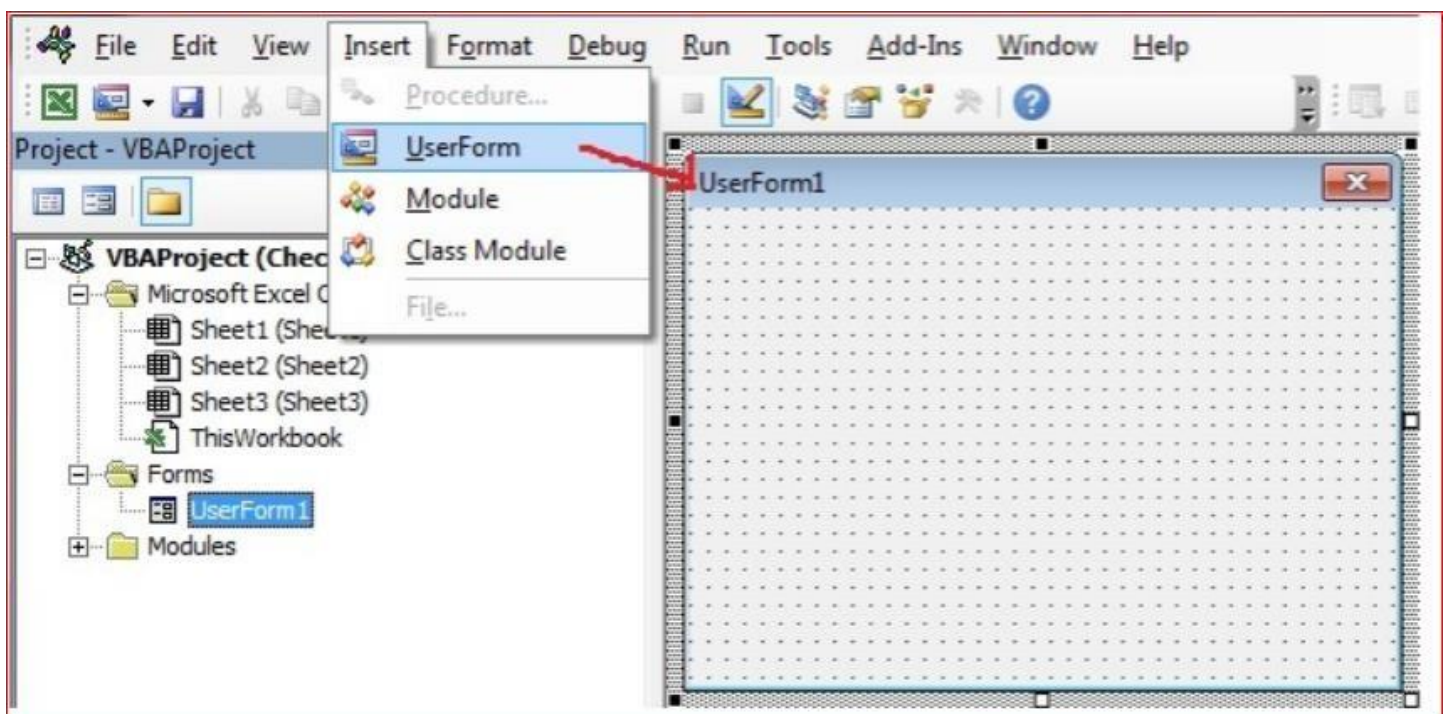 File Edit View Insert Format Debug Run Tools Add-Ins Window Help
Procedure...
UserForm
Module
Class Module
File...
Project - VBAProject
VBAProject (Chec
Microsoft Excel
Sheet1
Sheet2 (Sheet2)
Sheet3 (Sheet3)
ThisWorkbook
Forms
UserForm1
Modules
UserForm1